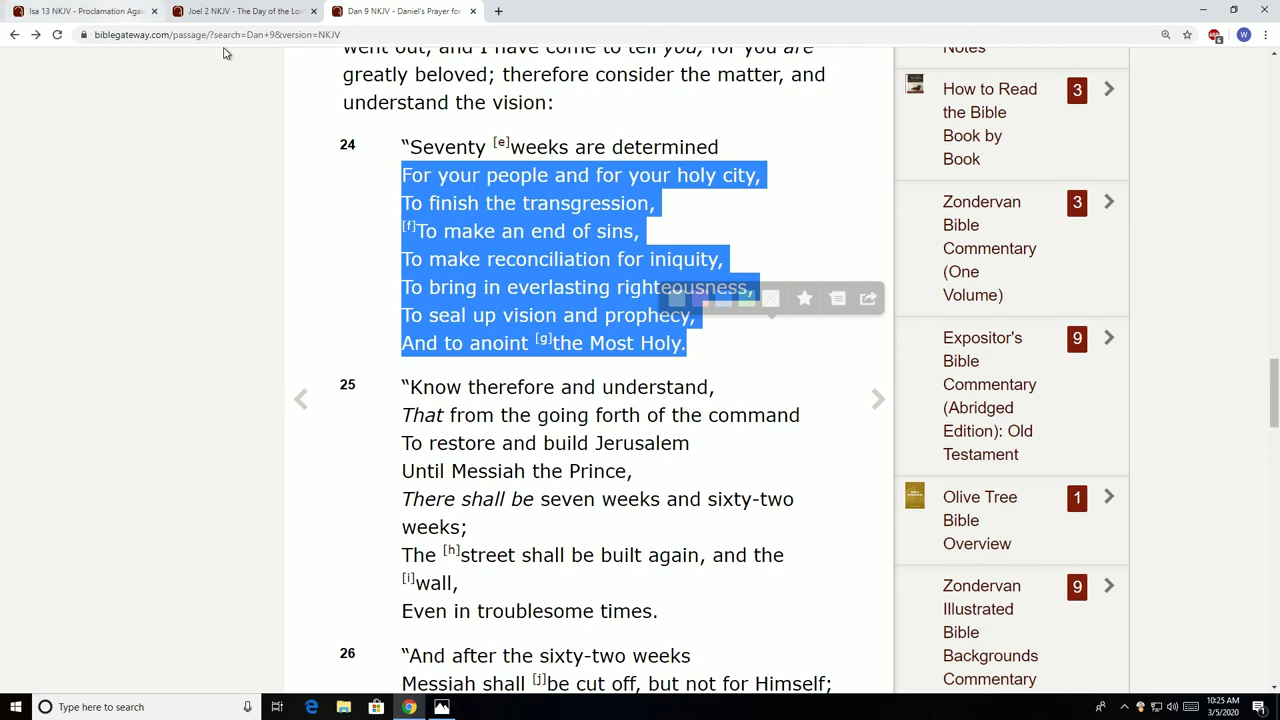 Isa 13 NKJV - Proclamation Again
Joel 2 NKJV - The Day of the Lor
Dan 9 NKJV - Daniel's Prayer for
biblegateway.com/passage/?search=Dan+9&version=NKJV
W
went out, and I have come to tell you, for you are
greatly beloved; therefore consider the matter, and
understand the vision:
24 “Seventy [e]weeks are determined
For your people and for your holy city,
To finish the transgression,
[f]To make an end of sins,
To make reconciliation for iniquity,
To bring in everlasting righteousness,
To seal up vision and prophecy,
And to anoint [g]the Most Holy.
25 “Know therefore and understand,
That from the going forth of the command
To restore and build Jerusalem
Until Messiah the Prince,
There shall be seven weeks and sixty-two
weeks;
The [h]street shall be built again, and the
[i]wall,
Even in troublesome times.
26 “And after the sixty-two weeks
Messiah shall [j]be cut off, but not for Himself;
Notes
How to Read 3
the Bible
Book by
Book
Zondervan 3
Bible
Commentary
(One
Volume)
Expositor's 9
Bible
Commentary
(Abridged
Edition): Old
Testament
Olive Tree 1
Bible
Overview
Zondervan 9
Illustrated
Bible
Backgrounds
Commentary
Type here to search
10:25 AM
3/5/2020